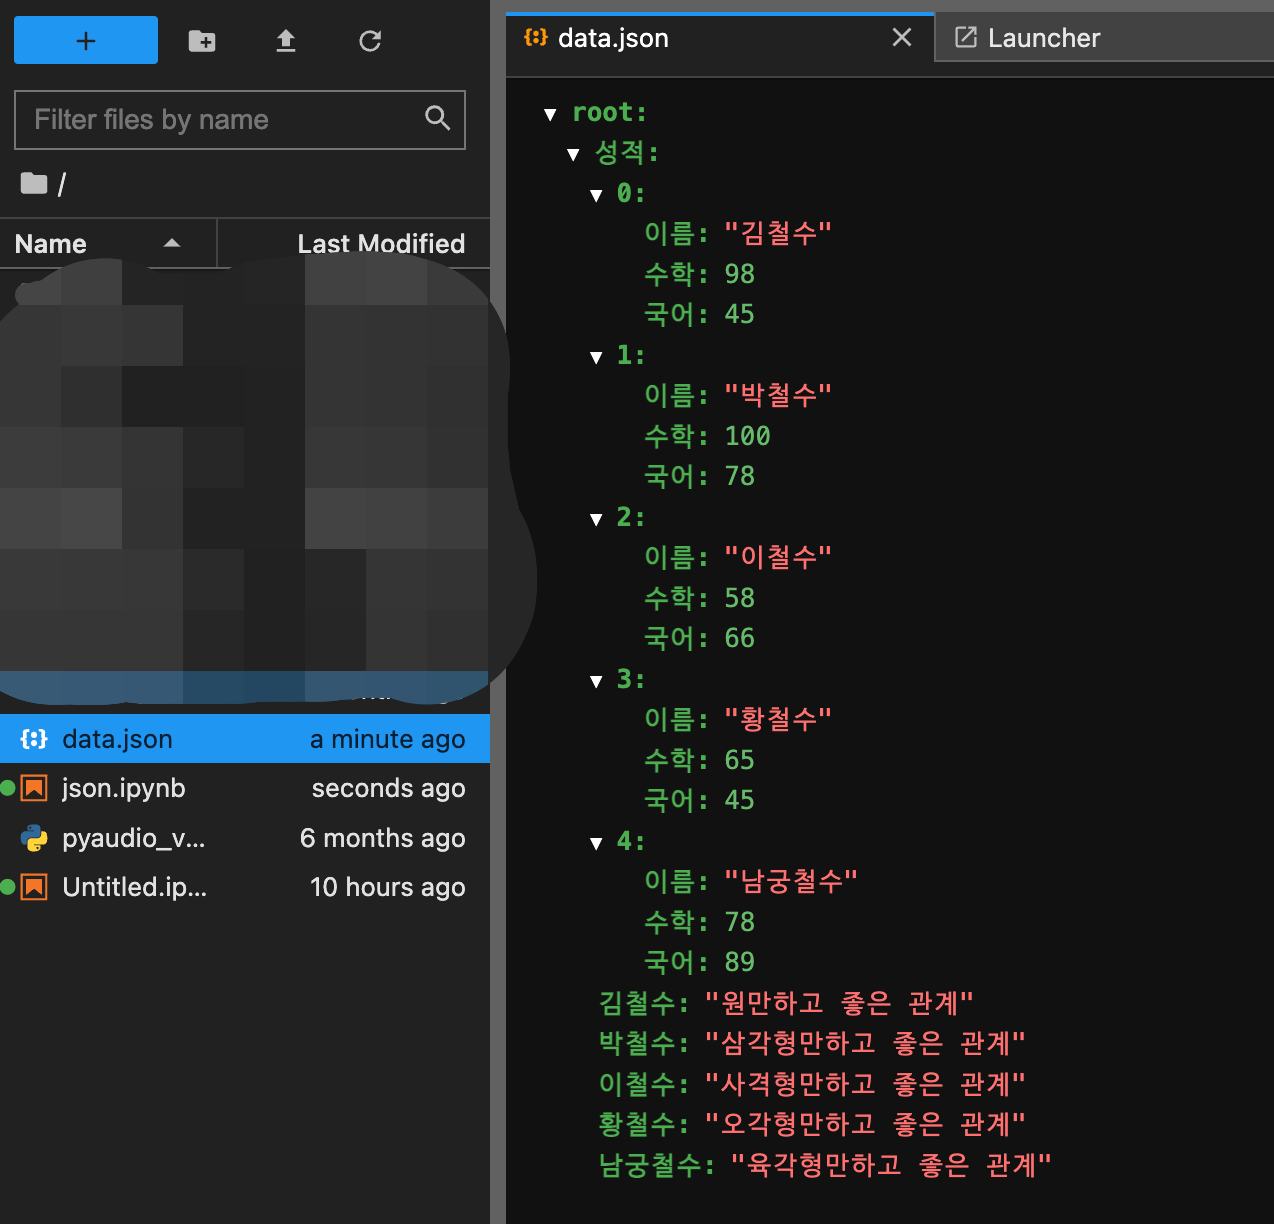 Filter files by name
/
Name Last Modified
data.json a minute ago
json.ipynb seconds ago
pyaudio_v... 6 months ago
Untitled.ip... 10 hours ago
data.json
Launcher
root:
성적:
0:
이름: "김철수"
수학: 98
국어: 45
1:
이름: "박철수"
수학: 100
국어: 78
2:
이름: "이철수"
수학: 58
국어: 66
3:
이름: "황철수"
수학: 65
국어: 45
4:
이름: "남궁철수"
수학: 78
국어: 89
김철수: "원만하고 좋은 관계"
박철수: "삼각형만하고 좋은 관계"
이철수: "사격형만하고 좋은 관계"
황철수: "오각형만하고 좋은 관계"
남궁철수: "육각형만하고 좋은 관계"